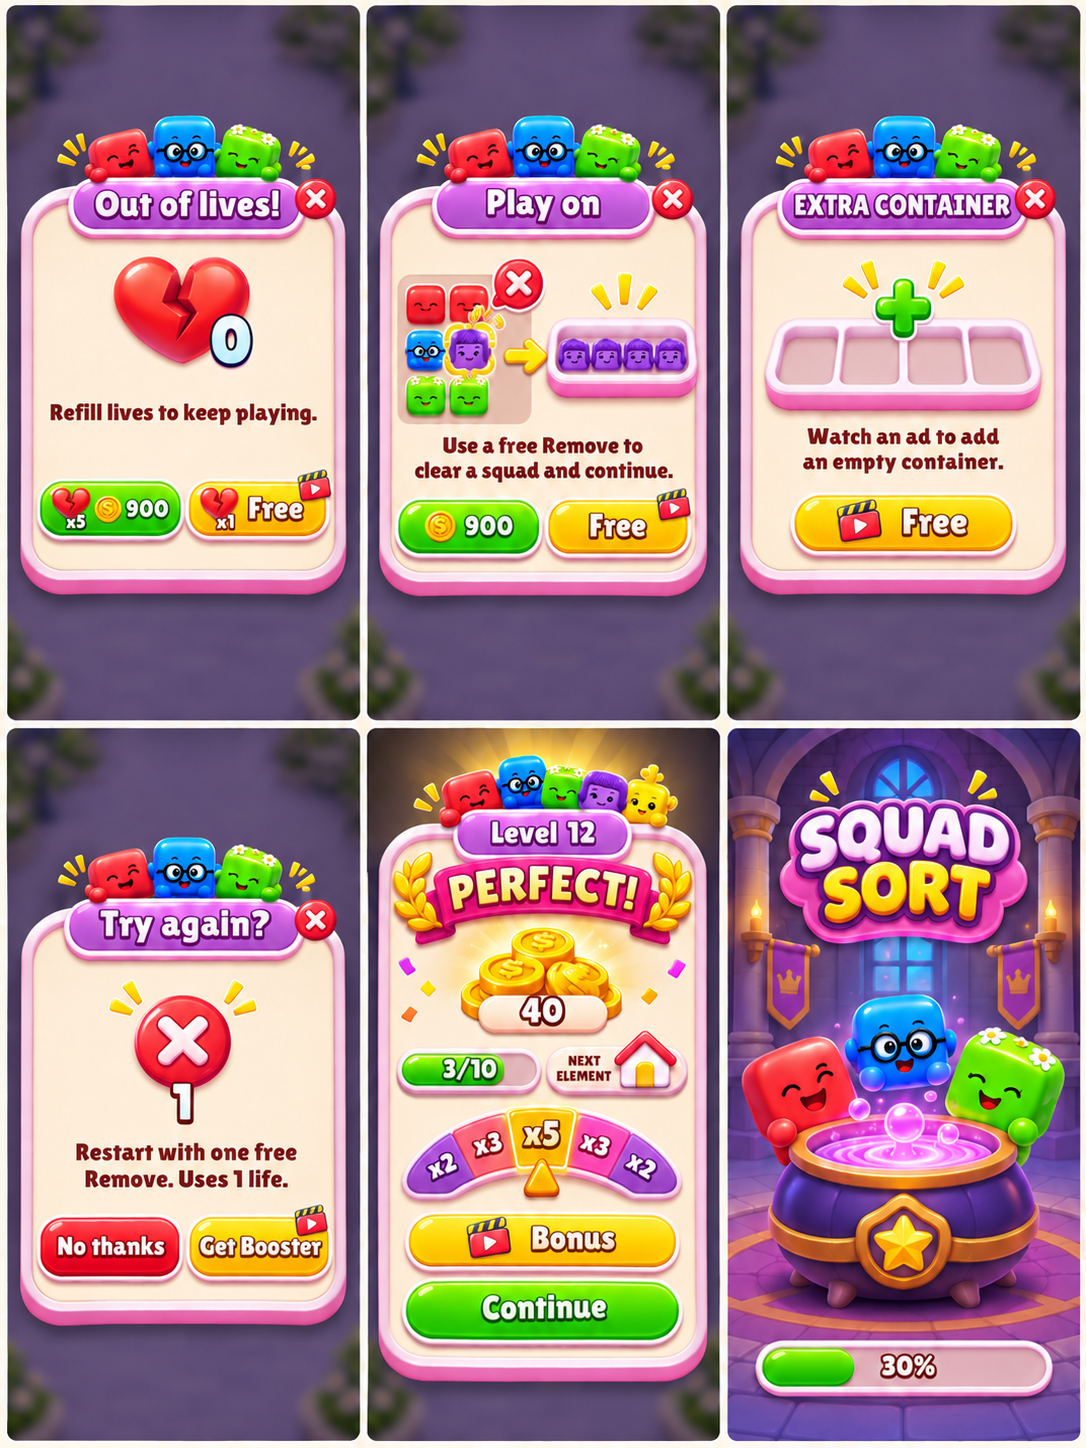 Out of lives!
0
Refill lives to keep playing.
x5 900
x1 Free
Play on
Use a free Remove to
clear a squad and continue.
900
Free
EXTRA CONTAINER
Watch an ad to add
an empty container.
Free
Try again?
1
Restart with one free
Remove. Uses 1 life.
No thanks
Get Booster
Level 12
PERFECT!
40
3/10
NEXT
ELEMENT
x2 x3 x5 x3 x2
Bonus
Continue
SQUAD
SORT
30%